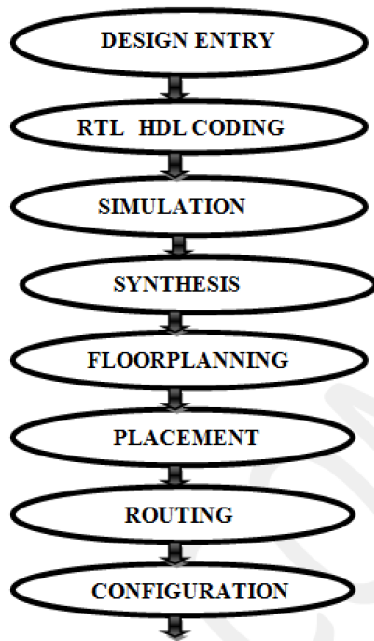 DESIGN ENTRY
RTL HDL CODING
SIMULATION
SYNTHESIS
FLOORPLANNING
PLACEMENT
ROUTING
CONFIGURATION